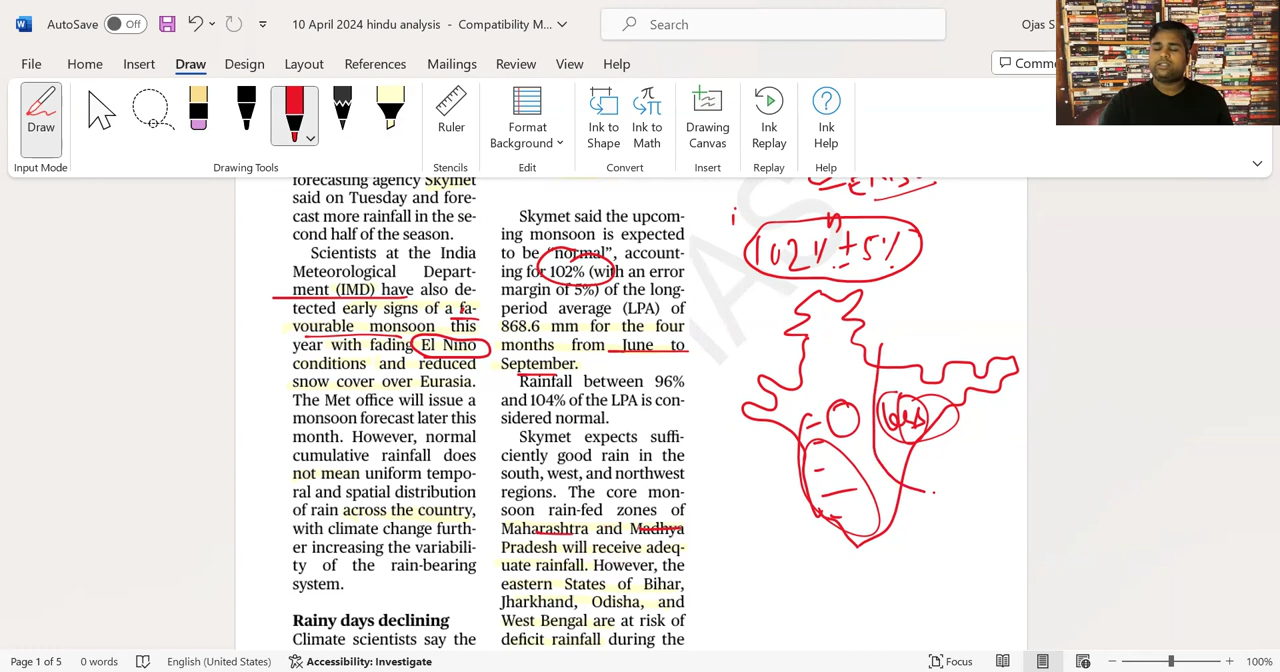 AutoSave Off 10 April 2024 hindu analysis - Compatibility M... Search Ojas S
File Home Insert Draw Design Layout References Mailings Review View Help Comm
Draw Ruler Format Background Ink to Shape Ink to Math Drawing Canvas Ink Replay Ink Help
Input Mode Drawing Tools Stencils Edit Convert Insert Replay Help
forecasting agency Skymet
said on Tuesday and fore-
cast more rainfall in the se-
cond half of the season.
Scientists at the India
Meteorological Depart-
ment (IMD) have also de-
tected early signs of a fa-
vourable monsoon this
year with fading El Nino
conditions and reduced
snow cover over Eurasia.
The Met office will issue a
monsoon forecast later this
month. However, normal
cumulative rainfall does
not mean uniform tempo-
ral and spatial distribution
of rain across the country,
with climate change furth-
er increasing the variabili-
ty of the rain-bearing
system.
Rainy days declining
Climate scientists say the
Skymet said the upcom-
ing monsoon is expected
to be "normal", account-
ing for 102% (with an error
margin of 5%) of the long-
period average (LPA) of
868.6 mm for the four
months from June to
September.
Rainfall between 96%
and 104% of the LPA is con-
sidered normal.
Skymet expects suffi-
ciently good rain in the
south, west, and northwest
regions. The core mon-
soon rain-fed zones of
Maharashtra and Madhya
Pradesh will receive adeq-
uate rainfall. However, the
eastern States of Bihar,
Jharkhand, Odisha, and
West Bengal are at risk of
deficit rainfall during the
i
n
102% ± 5%
less
Page 1 of 5 0 words English (United States) Accessibility: Investigate Focus 100%